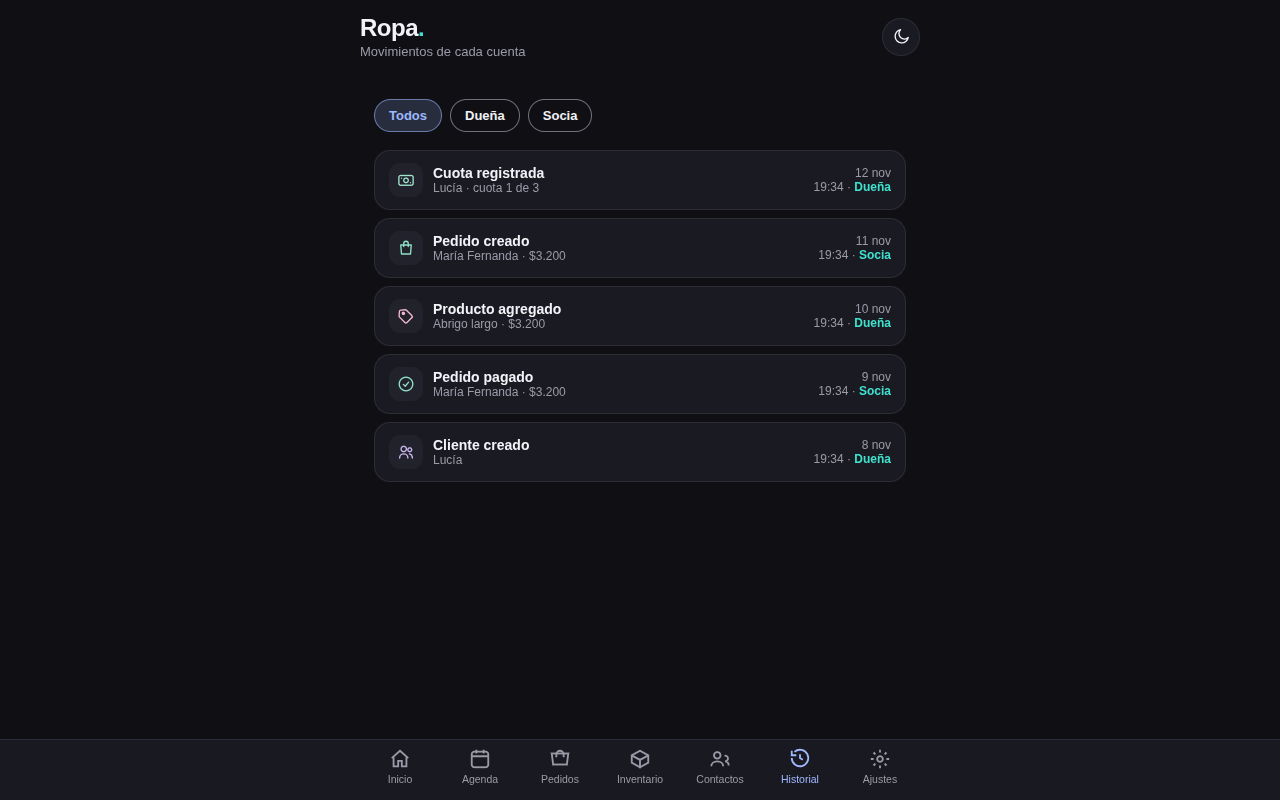 Ropa.
Movimientos de cada cuenta
Todos
Dueña
Socia
Cuota registrada
Lucía · cuota 1 de 3
12 nov
19:34 · Dueña
Pedido creado
María Fernanda · $3.200
11 nov
19:34 · Socia
Producto agregado
Abrigo largo · $3.200
10 nov
19:34 · Dueña
Pedido pagado
María Fernanda · $3.200
9 nov
19:34 · Socia
Cliente creado
Lucía
8 nov
19:34 · Dueña
Inicio
Agenda
Pedidos
Inventario
Contactos
Historial
Ajustes